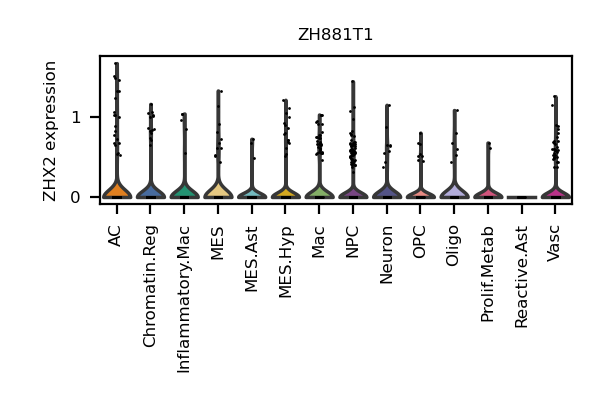 ZH881T1
ZHX2 expression
1
0
AC
Chromatin.Reg
Inflammatory.Mac
MES
MES.Ast
MES.Hyp
Mac
NPC
Neuron
OPC
Oligo
Prolif.Metab
Reactive.Ast
Vasc